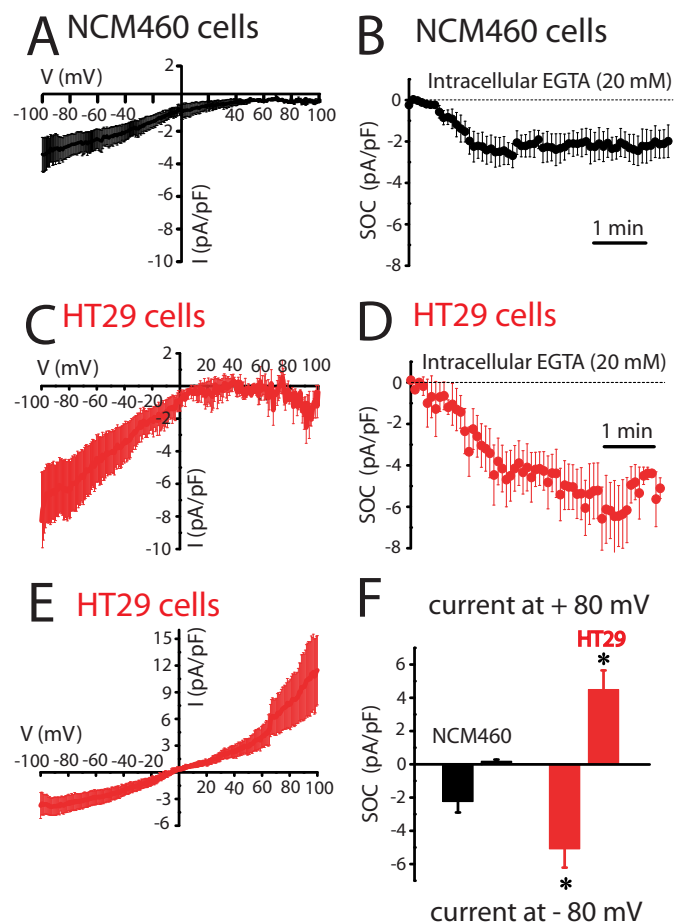 A NCM460 cells
V (mV)
2
-100 -80 -60 -40 -20
20 40 60 80 100
-2
-4
-6
-8
-10
I (pA/pF)
B NCM460 cells
Intracellular EGTA (20 mM)
0
-2
-4
-6
-8
SOC (pA/pF)
1 min
C HT29 cells
V (mV)
2
-100 -80 -60 -40 -20
20 40 60 80 100
-2
-4
-6
-8
-10
I (pA/pF)
D HT29 cells
Intracellular EGTA (20 mM)
0
-2
-4
-6
-8
SOC (pA/pF)
1 min
E HT29 cells
15
12
9
6
3
I (pA/pF)
V (mV)
-100 -80 -60 -40 -20
20 40 60 80 100
-3
-6
F current at + 80 mV
HT29
*
6
4
2
0
-2
-4
-6
SOC (pA/pF)
NCM460
*
current at - 80 mV